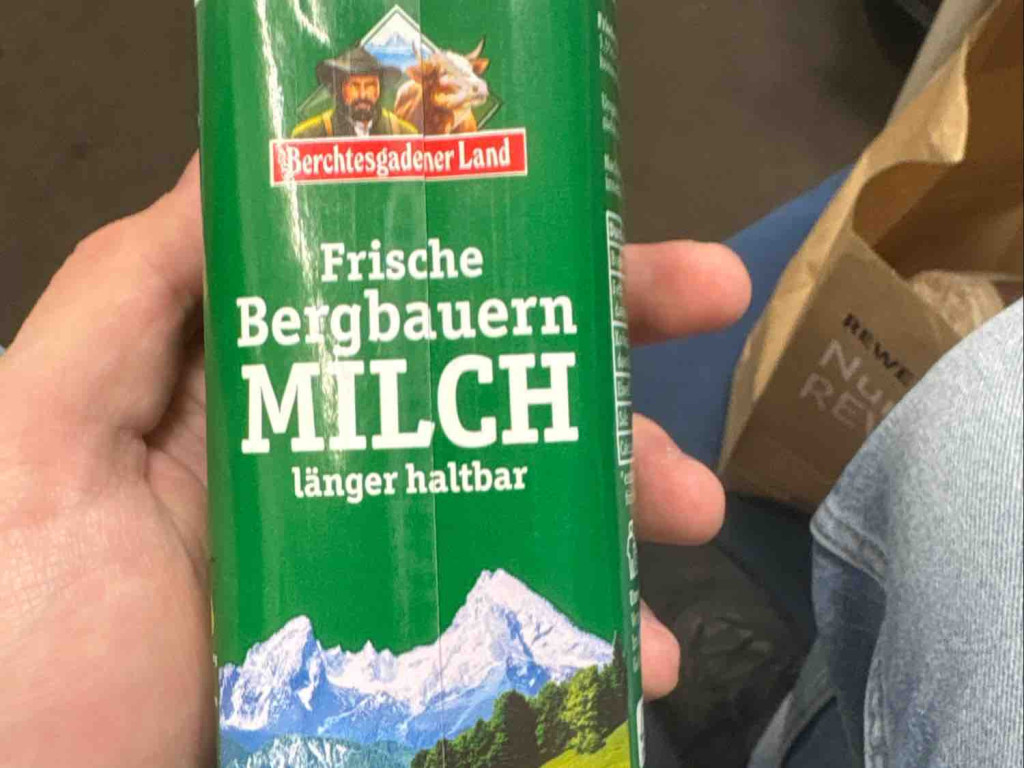 Berchtesgadener Land
Frische
Bergbauern
MILCH
länger haltbar
REWE